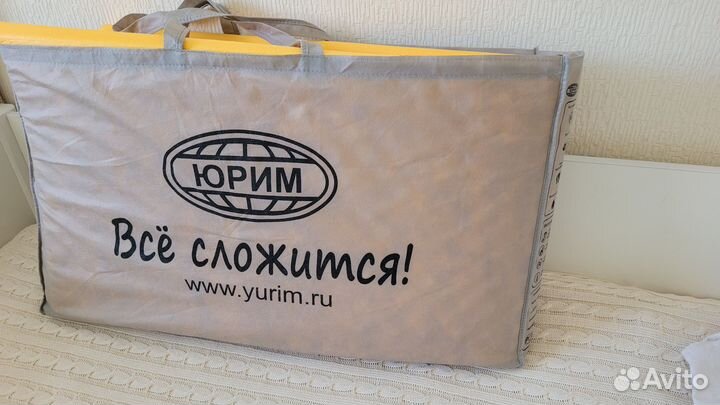 ЮРИМ
Всё сложится!
www.yurim.ru
Avito